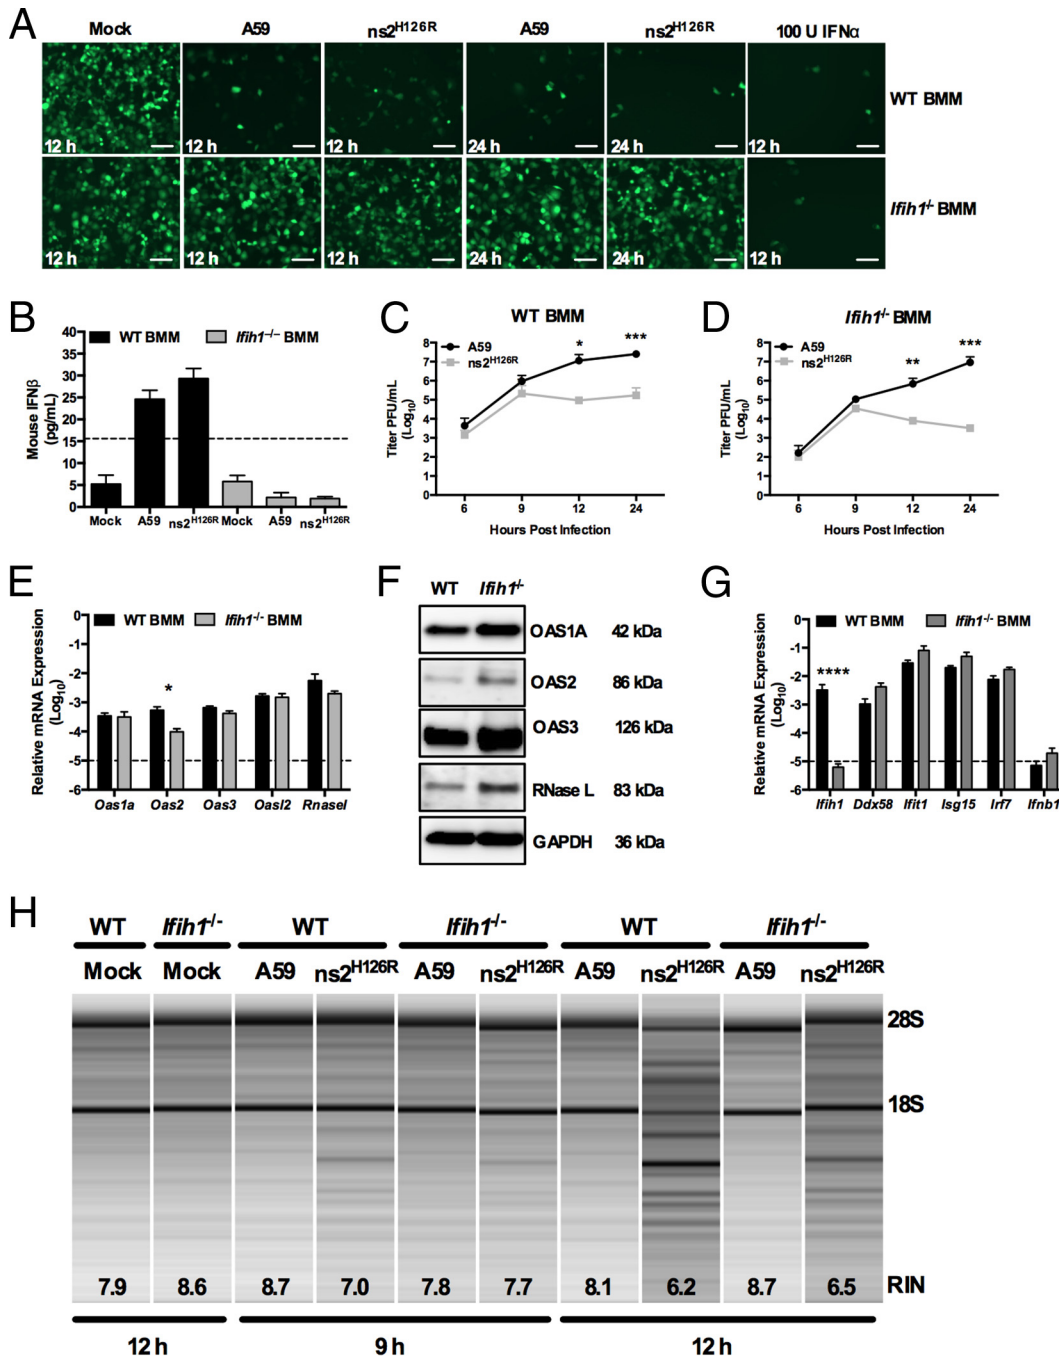 A
Mock A59 ns2H126R A59 ns2H126R 100 U IFNα
12 h 12 h 12 h 24 h 24 h 12 h
WT BMM
12 h 12 h 12 h 24 h 24 h 12 h
Ifih1-/- BMM
B
WT BMM Ifih1-/- BMM
Mouse IFNβ
(pg/mL)
40
35
30
25
20
15
10
5
0
Mock A59 ns2H126R Mock A59 ns2H126R
C
WT BMM
A59
ns2H126R
* ***
Titer PFU/mL
(Log10)
8
7
6
5
4
3
2
1
0
6 9 12 24
Hours Post Infection
D
Ifih1-/- BMM
A59
ns2H126R
** ***
Titer PFU/mL
(Log10)
8
7
6
5
4
3
2
1
0
6 9 12 24
Hours Post Infection
E
WT BMM Ifih1-/- BMM
Relative mRNA Expression
(Log10)
0
-1
-2
-3
-4
-5
-6
*
Oas1a Oas2 Oas3 Oasl2 Rnasel
F
WT Ifih1-/-
OAS1A 42 kDa
OAS2 86 kDa
OAS3 126 kDa
RNase L 83 kDa
GAPDH 36 kDa
G
WT BMM Ifih1-/- BMM
Relative mRNA Expression
(Log10)
0
-1
-2
-3
-4
-5
-6
****
Ifih1 Ddx58 Ifit1 Isg15 Irf7 Ifnb1
H
WT Ifih1-/- WT Ifih1-/- WT Ifih1-/-
Mock Mock A59 ns2H126R A59 ns2H126R A59 ns2H126R A59 ns2H126R
28S
18S
7.9 8.6 8.7 7.0 7.8 7.7 8.1 6.2 8.7 6.5 RIN
12 h 9 h 12 h